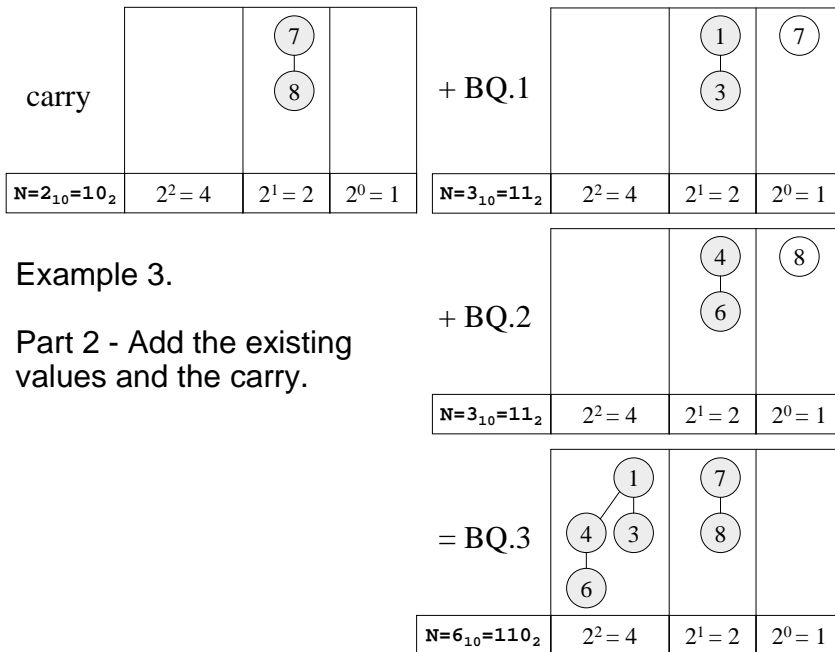 7
8
carry
N=2₁₀=10₂ 2² = 4 2¹ = 2 2⁰ = 1
1 7
3
+ BQ.1
N=3₁₀=11₂ 2² = 4 2¹ = 2 2⁰ = 1
Example 3.
Part 2 - Add the existing
values and the carry.
4 8
6
+ BQ.2
N=3₁₀=11₂ 2² = 4 2¹ = 2 2⁰ = 1
1 7
= BQ.3 4 3 8
6
N=6₁₀=110₂ 2² = 4 2¹ = 2 2⁰ = 1